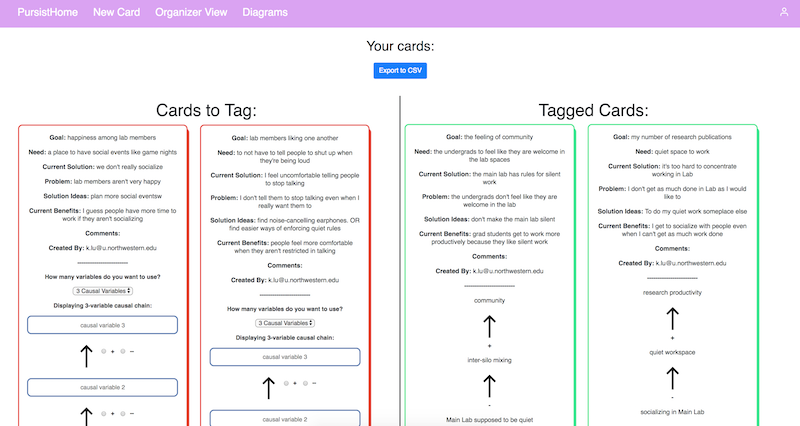 PursistHome New Card Organizer View Diagrams
Your cards:
Export to CSV
Cards to Tag:
Goal: happiness among lab members
Need: a place to have social events like game nights
Current Solution: we don't really socialize
Problem: lab members aren't very happy
Solution Ideas: plan more social eventsw
Current Benefits: I guess people have more time to
work if they aren't socializing
Comments:
Created By: k.lu@u.northwestern.edu
------------------------
How many variables do you want to use?
3 Causal Variables
Displaying 3-variable causal chain:
causal variable 3
+ --
causal variable 2
+ --
Goal: lab members liking one another
Need: to not have to tell people to shut up when
they're being loud
Current Solution: I feel uncomfortable telling people
to stop talking
Problem: I don't tell them to stop talking even when I
really want them to
Solution Ideas: find noise-cancelling earphones. OR
find easier ways of enforcing quiet rules
Current Benefits: people feel more comfortable
when they aren't restricted in talking
Comments:
Created By: k.lu@u.northwestern.edu
------------------------
How many variables do you want to use?
3 Causal Variables
Displaying 3-variable causal chain:
causal variable 3
+ --
causal variable 2
Tagged Cards:
Goal: the feeling of community
Need: the undergrads to feel like they are welcome in
the lab spaces
Current Solution: the main lab has rules for silent
work
Problem: the undergrads don't feel like they are
welcome in the lab
Solution Ideas: don't make the main lab silent
Current Benefits: grad students get to work more
productively because they like silent work
Comments:
Created By: k.lu@u.northwestern.edu
------------------------
community
+
inter-silo mixing
-
Main Lab supposed to be quiet
Goal: my number of research publications
Need: quiet space to work
Current Solution: it's too hard to concentrate
working in Lab
Problem: I don't get as much done in Lab as I would
like to
Solution Ideas: To do my quiet work someplace else
Current Benefits: I get to socialize with people even
when I can't get as much work done
Comments:
Created By: k.lu@u.northwestern.edu
------------------------
research productivity
+
quiet workspace
-
socializing in Main Lab